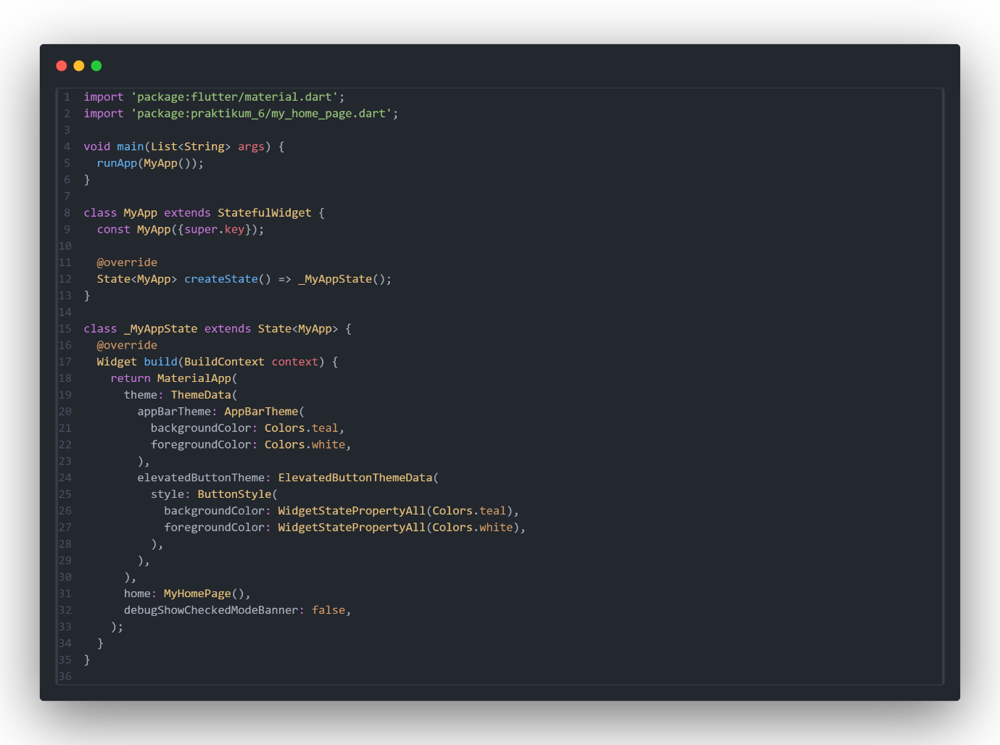 1 import 'package:flutter/material.dart';
2 import 'package:praktikum_6/my_home_page.dart';
3
4 void main(List<String> args) {
5   runApp(MyApp());
6 }
7
8 class MyApp extends StatefulWidget {
9   const MyApp({super.key});
10
11   @override
12   State<MyApp> createState() => _MyAppState();
13 }
14
15 class _MyAppState extends State<MyApp> {
16   @override
17   Widget build(BuildContext context) {
18     return MaterialApp(
19       theme: ThemeData(
20         appBarTheme: AppBarTheme(
21           backgroundColor: Colors.teal,
22           foregroundColor: Colors.white,
23         ),
24         elevatedButtonTheme: ElevatedButtonThemeData(
25           style: ButtonStyle(
26             backgroundColor: WidgetStatePropertyAll(Colors.teal),
27             foregroundColor: WidgetStatePropertyAll(Colors.white),
28           ),
29         ),
30       ),
31       home: MyHomePage(),
32       debugShowCheckedModeBanner: false,
33     );
34   }
35 }
36